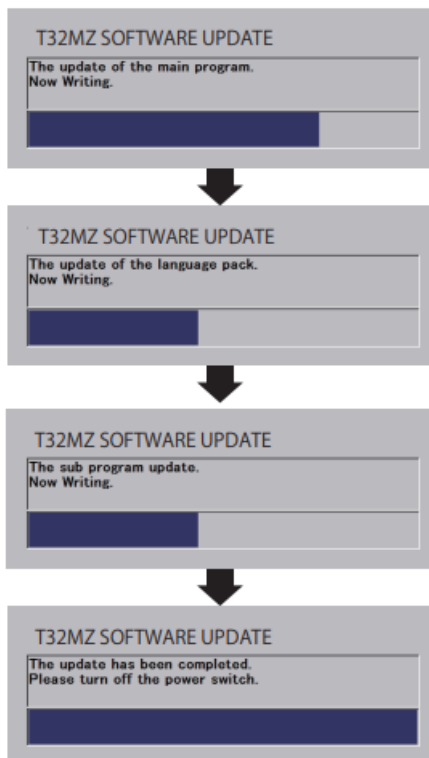 T32MZ SOFTWARE UPDATE
The update of the main program.
Now Writing.
T32MZ SOFTWARE UPDATE
The update of the language pack.
Now Writing.
T32MZ SOFTWARE UPDATE
The sub program update.
Now Writing.
T32MZ SOFTWARE UPDATE
The update has been completed.
Please turn off the power switch.